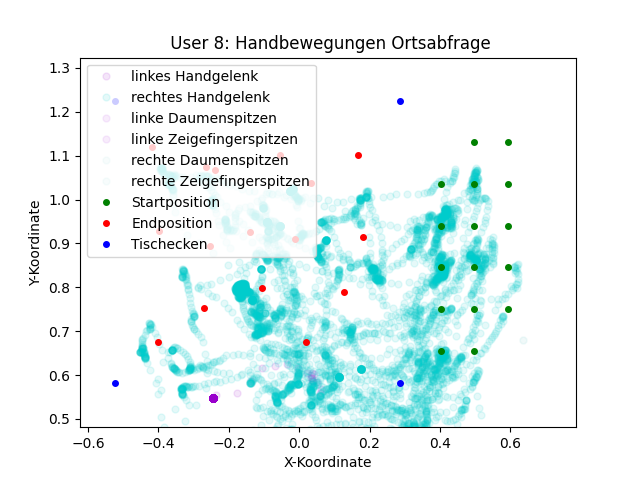 User 8: Handbewegungen Ortsabfrage
1.3
1.2
1.1
1.0
0.9
0.8
0.7
0.6
0.5
Y-Koordinate
linkes Handgelenk
rechtes Handgelenk
linke Daumenspitzen
linke Zeigefingerspitzen
rechte Daumenspitzen
rechte Zeigefingerspitzen
Startposition
Endposition
Tischecken
−0.6 −0.4 −0.2 0.0 0.2 0.4 0.6
X-Koordinate